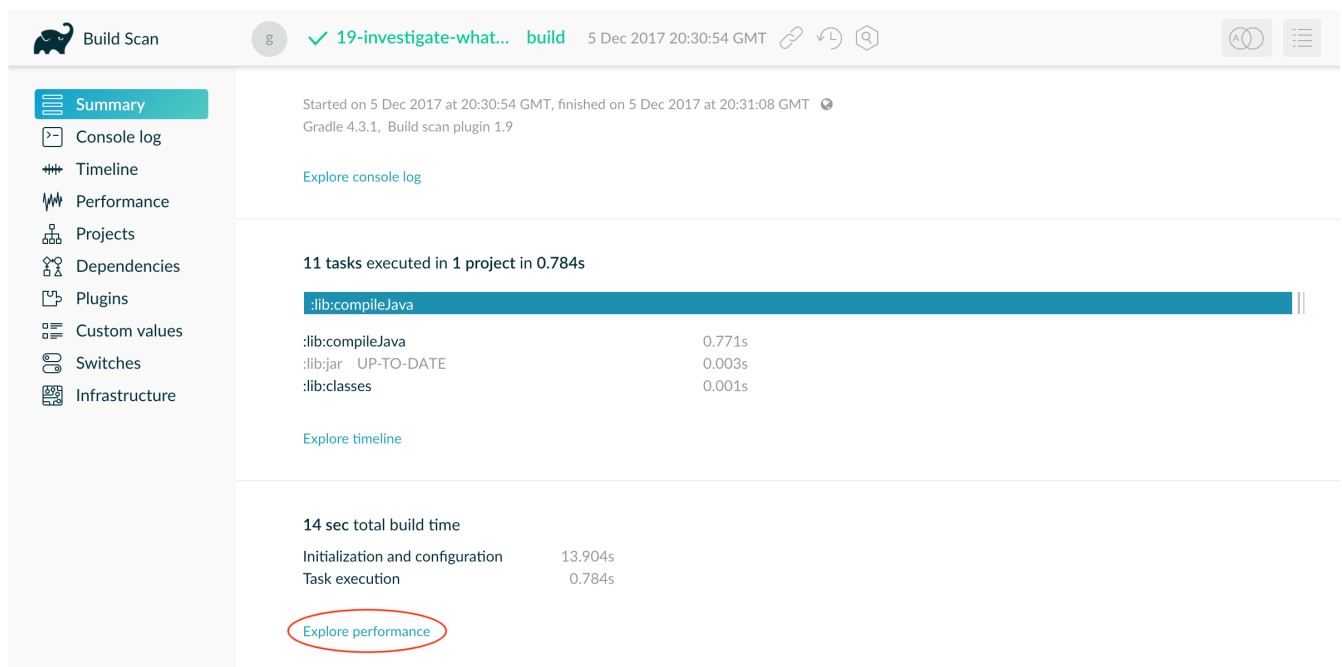 Build Scan
g 19-investigate-what... build 5 Dec 2017 20:30:54 GMT
A
Summary
Console log
Timeline
Performance
Projects
Dependencies
Plugins
Custom values
Switches
Infrastructure
Started on 5 Dec 2017 at 20:30:54 GMT, finished on 5 Dec 2017 at 20:31:08 GMT
Gradle 4.3.1, Build scan plugin 1.9
Explore console log
11 tasks executed in 1 project in 0.784s
:lib:compileJava
:lib:compileJava 0.771s
:lib:jar UP-TO-DATE 0.003s
:lib:classes 0.001s
Explore timeline
14 sec total build time
Initialization and configuration 13.904s
Task execution 0.784s
Explore performance